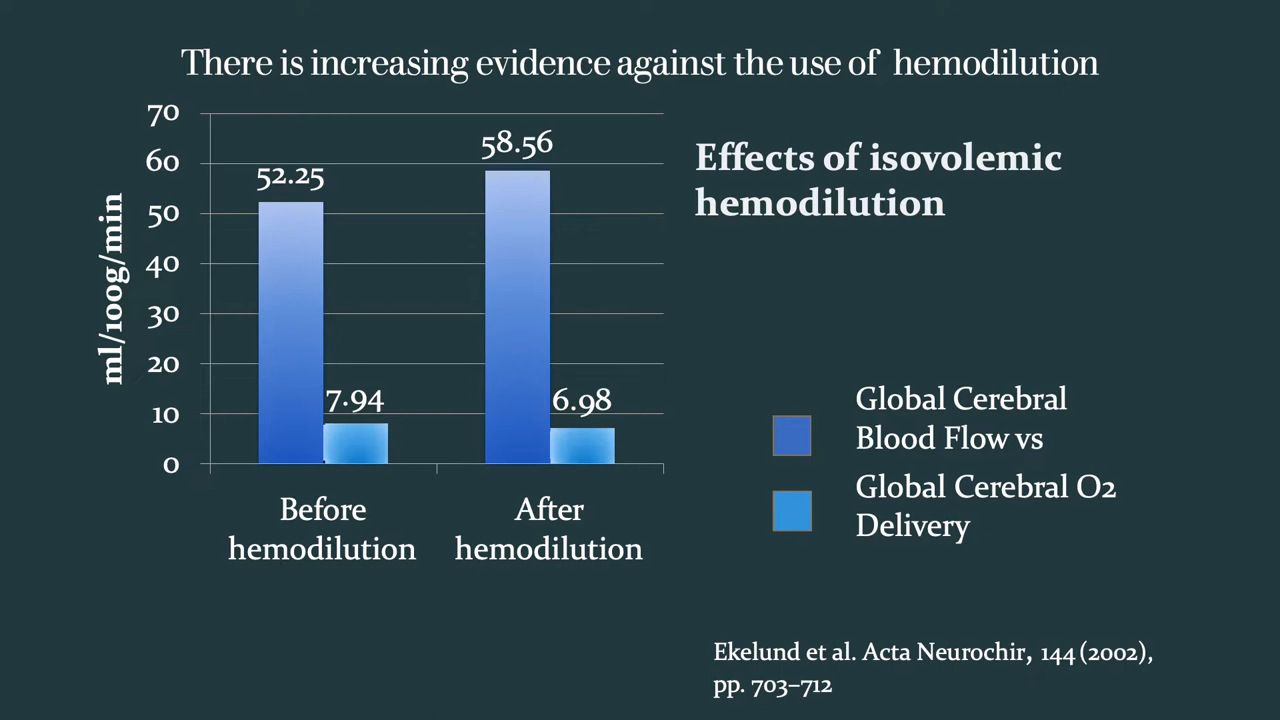 There is increasing evidence against the use of hemodilution
70
60
50
40
30
20
10
0
ml/100g/min
52.25
7.94
58.56
6.98
Before
hemodilution
After
hemodilution
Effects of isovolemic
hemodilution
Global Cerebral
Blood Flow vs
Global Cerebral O2
Delivery
Ekelund et al. Acta Neurochir, 144 (2002),
pp. 703–712